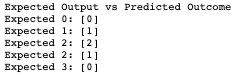 Expected Output vs Predicted Outcome
Expected 0: [0]
Expected 1: [1]
Expected 2: [2]
Expected 2: [1]
Expected 3: [0]